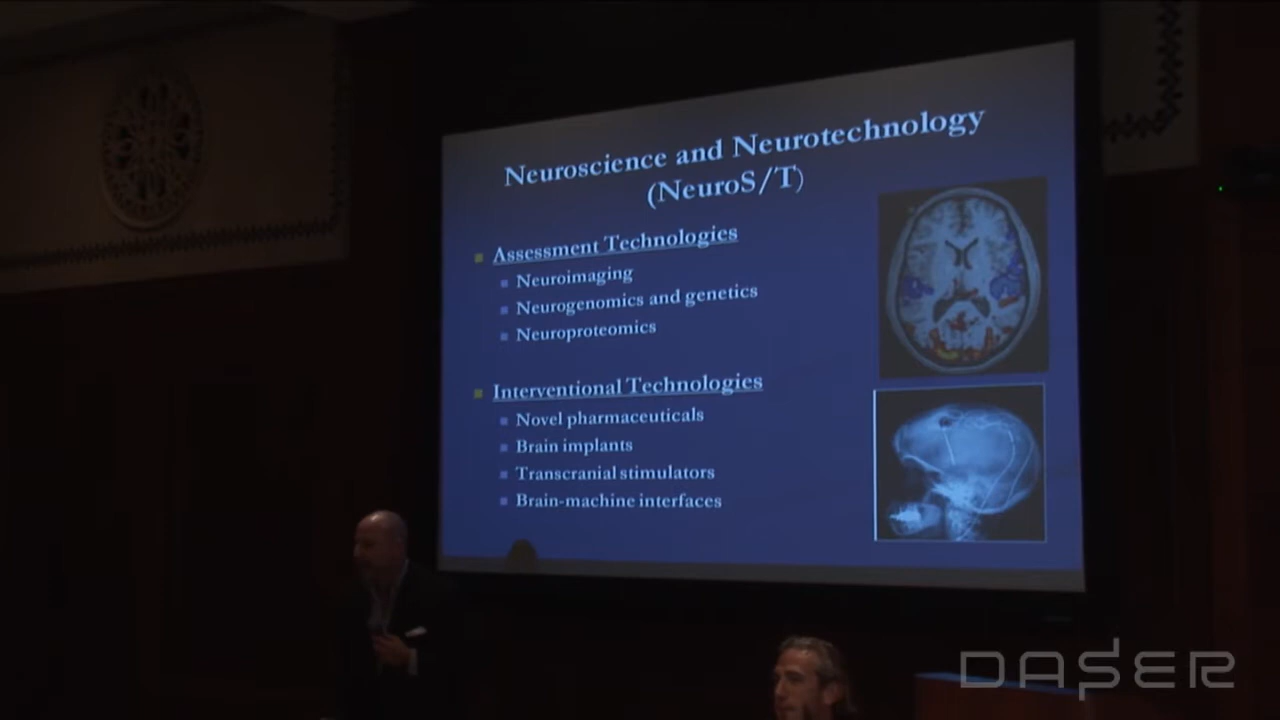 Neuroscience and Neurotechnology
(NeuroS/T)
Assessment Technologies
Neuroimaging
Neurogenomics and genetics
Neuroproteomics
Interventional Technologies
Novel pharmaceuticals
Brain implants
Transcranial stimulators
Brain-machine interfaces
DASER